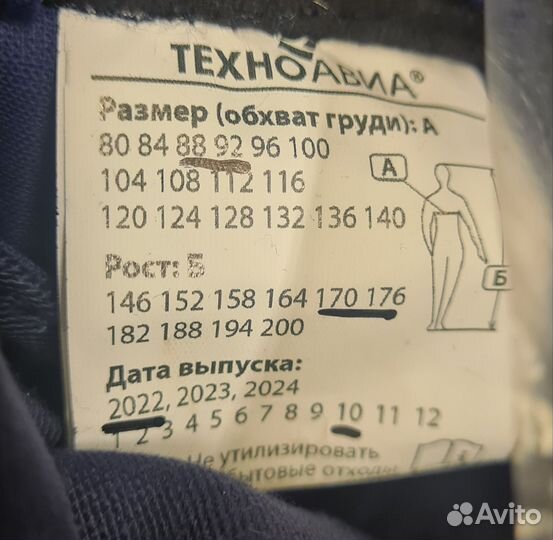 ТЕХНОАВИА®
Размер (обхват груди): А
80 84 88 92 96 100
104 108 112 116
120 124 128 132 136 140
А
Рост: Б
Б
146 152 158 164 170 176
182 188 194 200
Дата выпуска:
2022, 2023, 2024
1 2 3 4 5 6 7 8 9 10 11 12
Не утилизировать
бытовые отходы
Avito